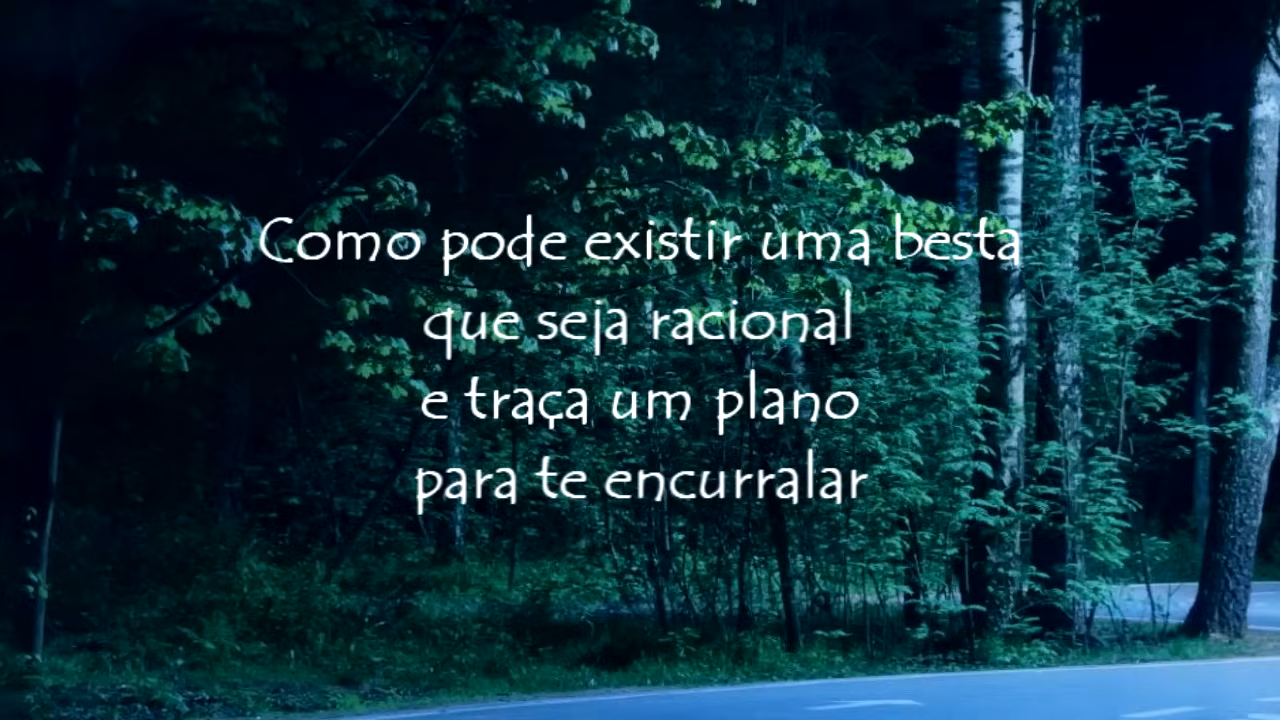 Como pode existir uma besta
que seja racional
e traça um plano
para te encurralar